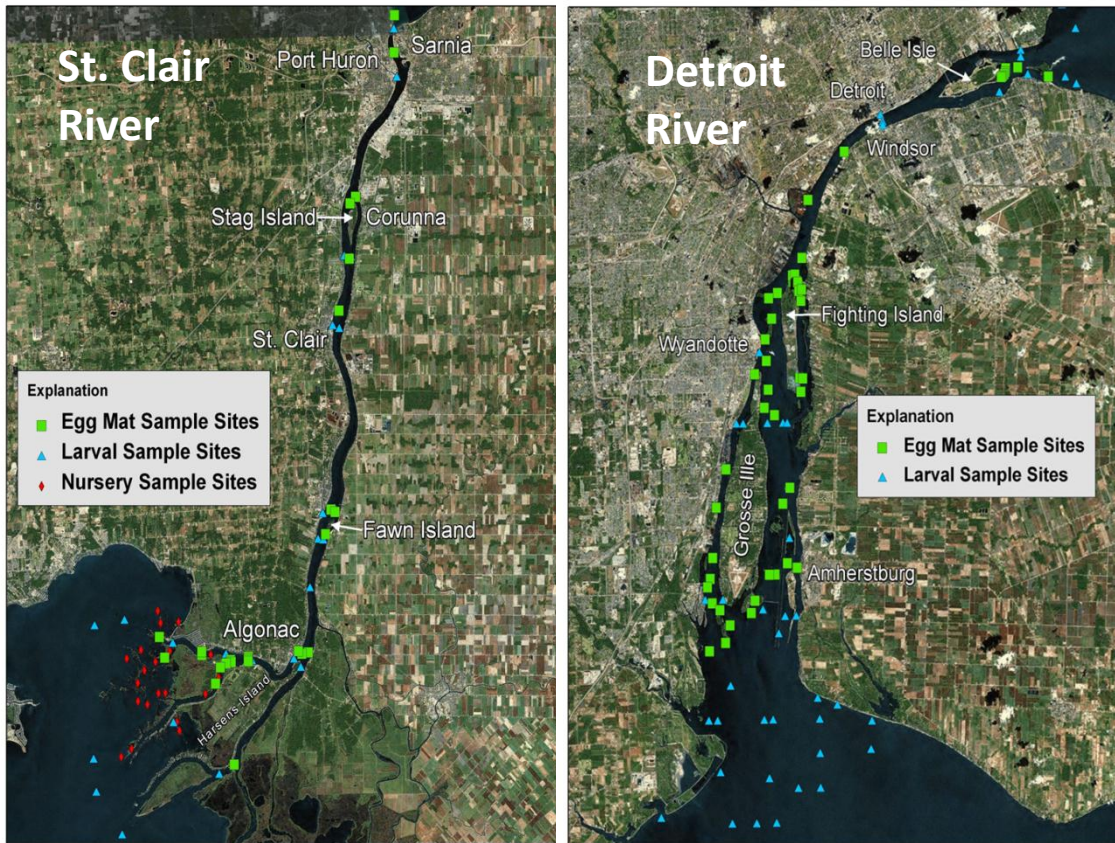 St. Clair
River
Sarnia
Port Huron
Stag Island
Corunna
St. Clair
Explanation
Egg Mat Sample Sites
Larval Sample Sites
Nursery Sample Sites
Fawn Island
Algonac
Harsens Island
Detroit
River
Belle Isle
Detroit
Windsor
Fighting Island
Wyandotte
Explanation
Egg Mat Sample Sites
Larval Sample Sites
Grosse Ille
Amherstburg